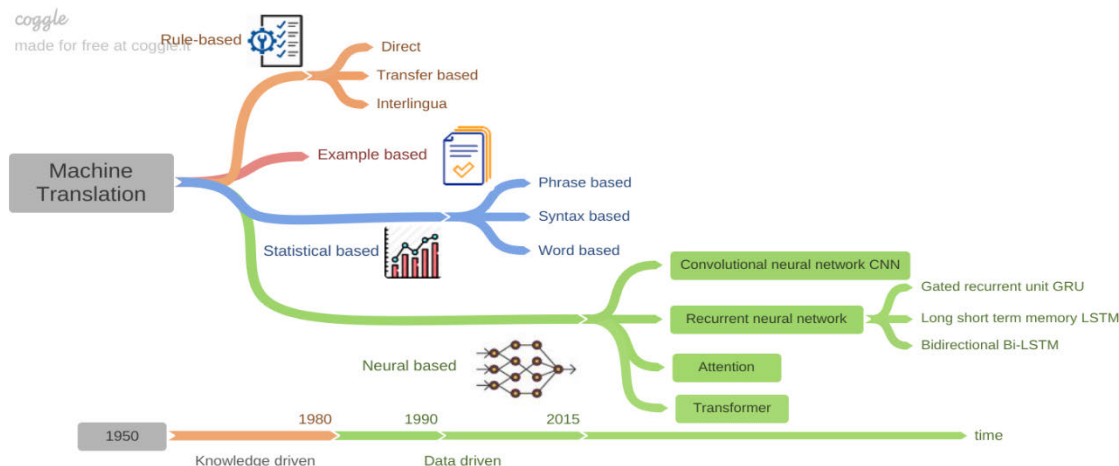 coggle
made for free at coggle.it
Rule-based
Direct
Transfer based
Interlingua
Example based
Machine
Translation
Phrase based
Syntax based
Statistical based
Word based
Convolutional neural network CNN
Gated recurrent unit GRU
Recurrent neural network
Long short term memory LSTM
Bidirectional Bi-LSTM
Neural based
Attention
Transformer
1950
1980
1990
2015
time
Knowledge driven
Data driven